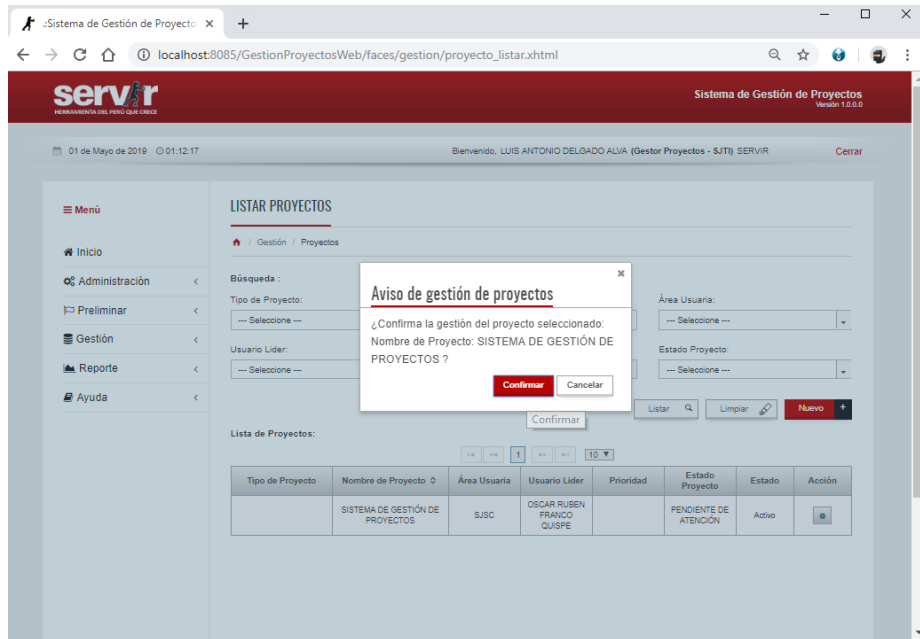 .:Sistema de Gestión de Proyecto
localhost:8085/GestionProyectosWeb/faces/gestion/proyecto_listar.xhtml
servir
HERRAMIENTA DEL PERÚ QUE CRECE
Sistema de Gestión de Proyectos
Versión 1.0.0.0
01 de Mayo de 2019 01:12:17
Bienvenido, LUIS ANTONIO DELGADO ALVA (Gestor Proyectos - SJTI) SERVIR
Cerrar
Menú
Inicio
Administración
Preliminar
Gestión
Reporte
Ayuda
LISTAR PROYECTOS
/ Gestión / Proyectos
Búsqueda :
Tipo de Proyecto:
--- Seleccione ---
Área Usuaria:
--- Seleccione ---
Usuario Lider:
--- Seleccione ---
Estado Proyecto:
--- Seleccione ---
Aviso de gestión de proyectos
¿Confirma la gestión del proyecto seleccionado:
Nombre de Proyecto: SISTEMA DE GESTIÓN DE
PROYECTOS ?
Confirmar Cancelar
Confirmar
Listar
Limpiar
Nuevo +
Lista de Proyectos:
1 10
Tipo de Proyecto Nombre de Proyecto Área Usuaria Usuario Lider Prioridad Estado Proyecto Estado Acción
SISTEMA DE GESTIÓN DE PROYECTOS SJSC OSCAR RUBEN FRANCO QUISPE PENDIENTE DE ATENCIÓN Activo